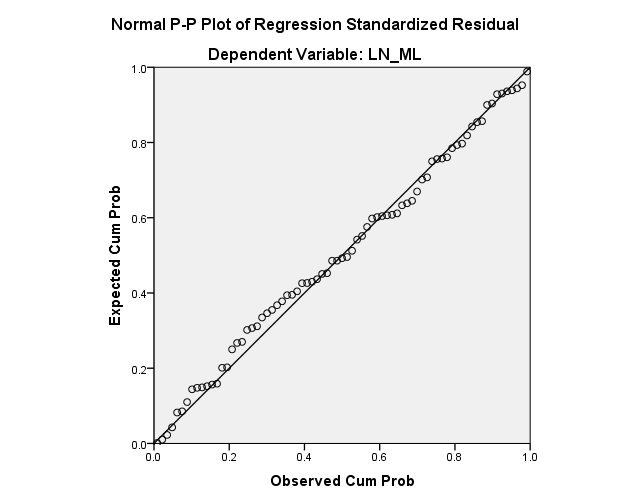 Normal P-P Plot of Regression Standardized Residual
Dependent Variable: LN_ML
Expected Cum Prob
1.0
0.8
0.6
0.4
0.2
0.0
0.0 0.2 0.4 0.6 0.8 1.0
Observed Cum Prob